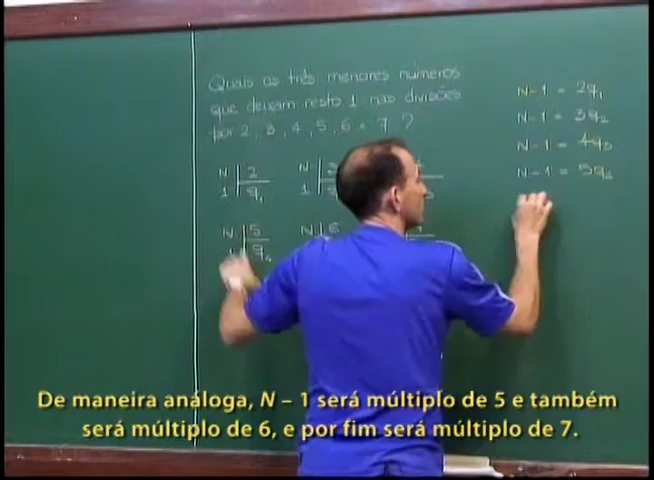 Quais os três menores números
que deixam resto 1 nas divisões
por 2, 3, 4, 5, 6 e 7 ?
N 2
1 q₁
N 3
1
N 5
q₄
N 6
N-1 = 2q₁
N-1 = 3q₂
N-1 = 4q₃
N-1 = 5q₄
De maneira análoga, N – 1 será múltiplo de 5 e também
será múltiplo de 6, e por fim será múltiplo de 7.